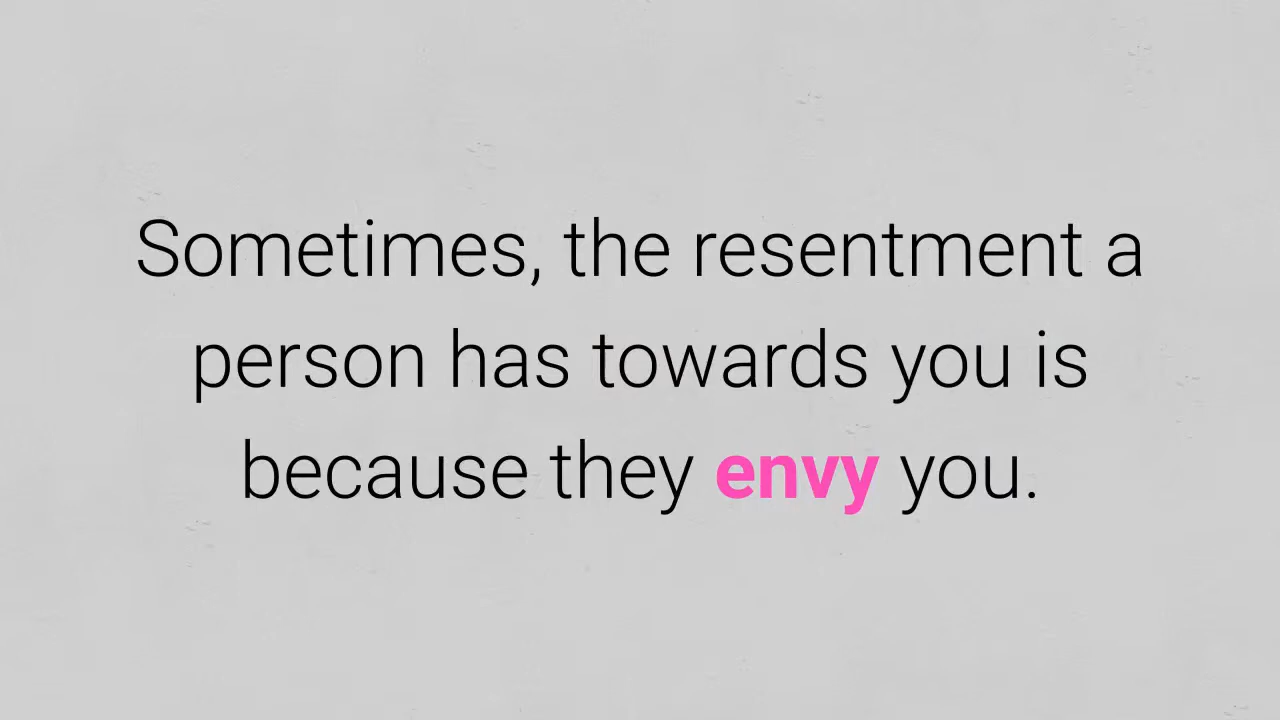 Sometimes, the resentment a
person has towards you is
because they envy you.